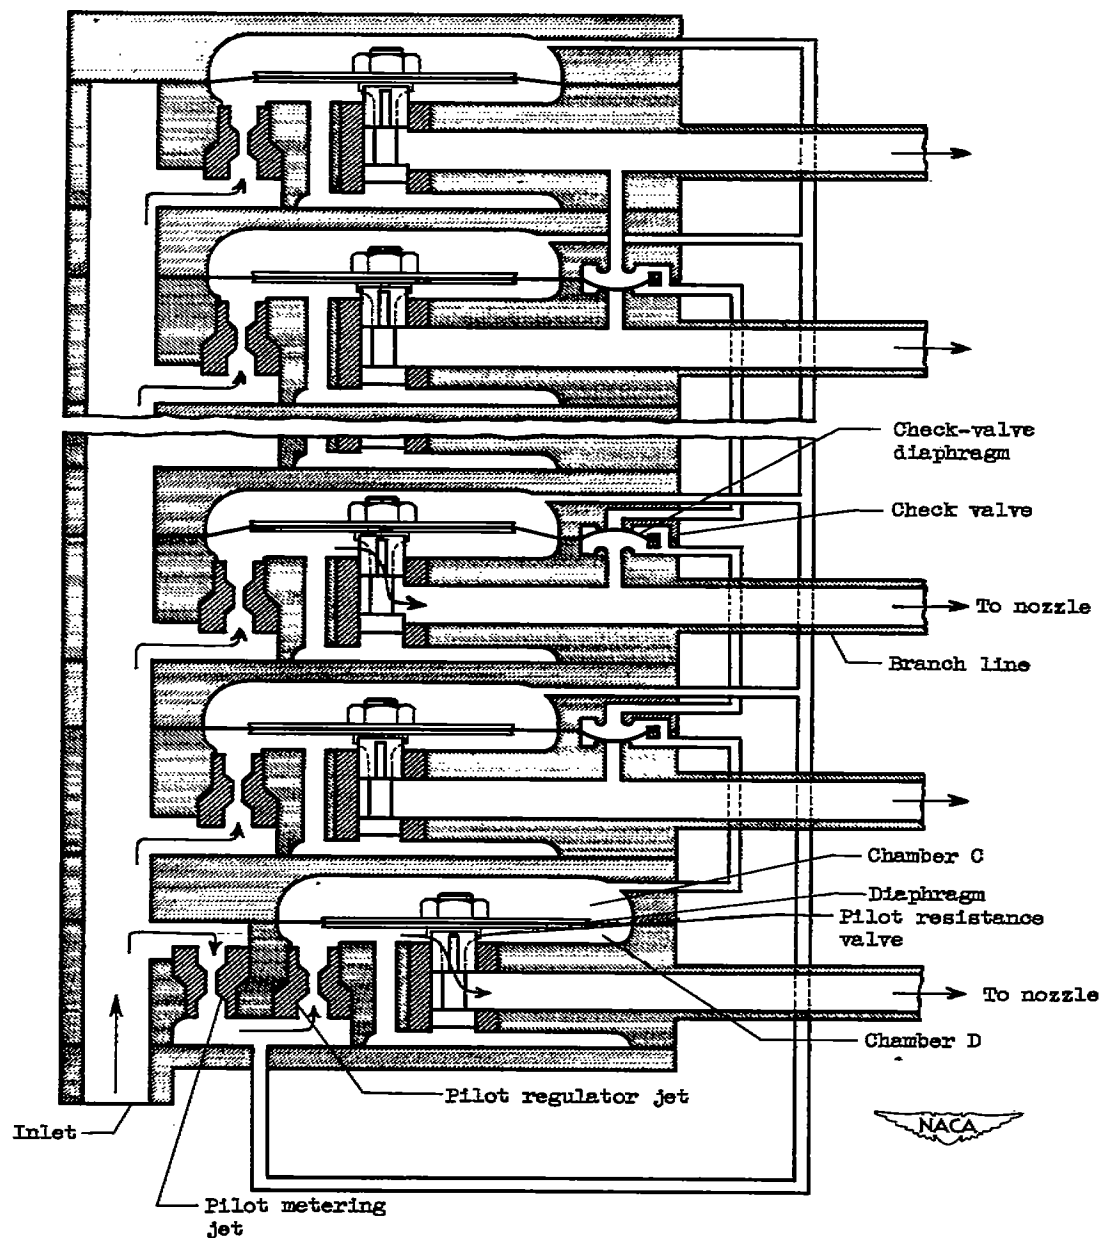 Check-valve
diaphragm
Check valve
To nozzle
Branch line
Chamber C
Diaphragm
Pilot resistance
valve
To nozzle
Chamber D
Pilot regulator jet
Inlet
NACA
Pilot metering
jet